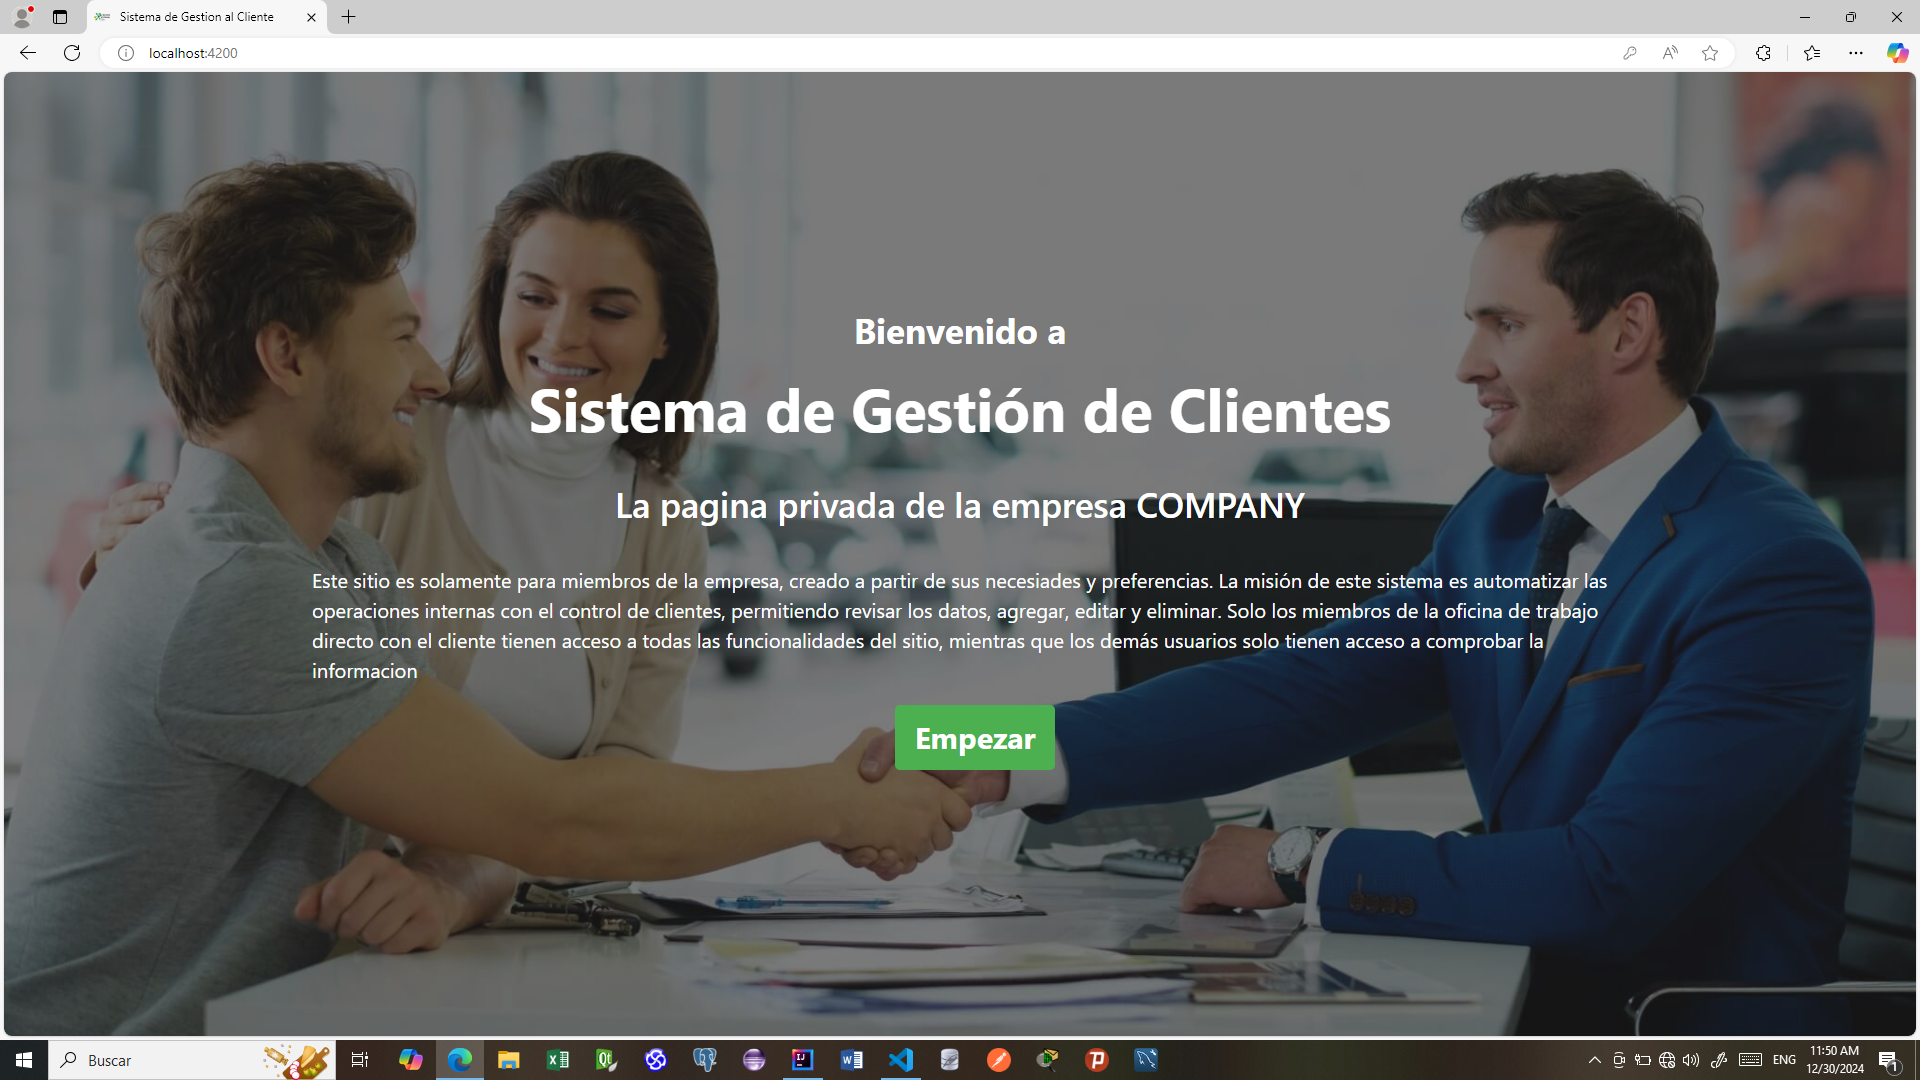 Sistema de Gestion al Cliente
localhost:4200
Bienvenido a
Sistema de Gestión de Clientes
La pagina privada de la empresa COMPANY
Este sitio es solamente para miembros de la empresa, creado a partir de sus necesiades y preferencias. La misión de este sistema es automatizar las
operaciones internas con el control de clientes, permitiendo revisar los datos, agregar, editar y eliminar. Solo los miembros de la oficina de trabajo
directo con el cliente tienen acceso a todas las funcionalidades del sitio, mientras que los demás usuarios solo tienen acceso a comprobar la
informacion
Empezar
Buscar
ENG
11:50 AM
12/30/2024
1